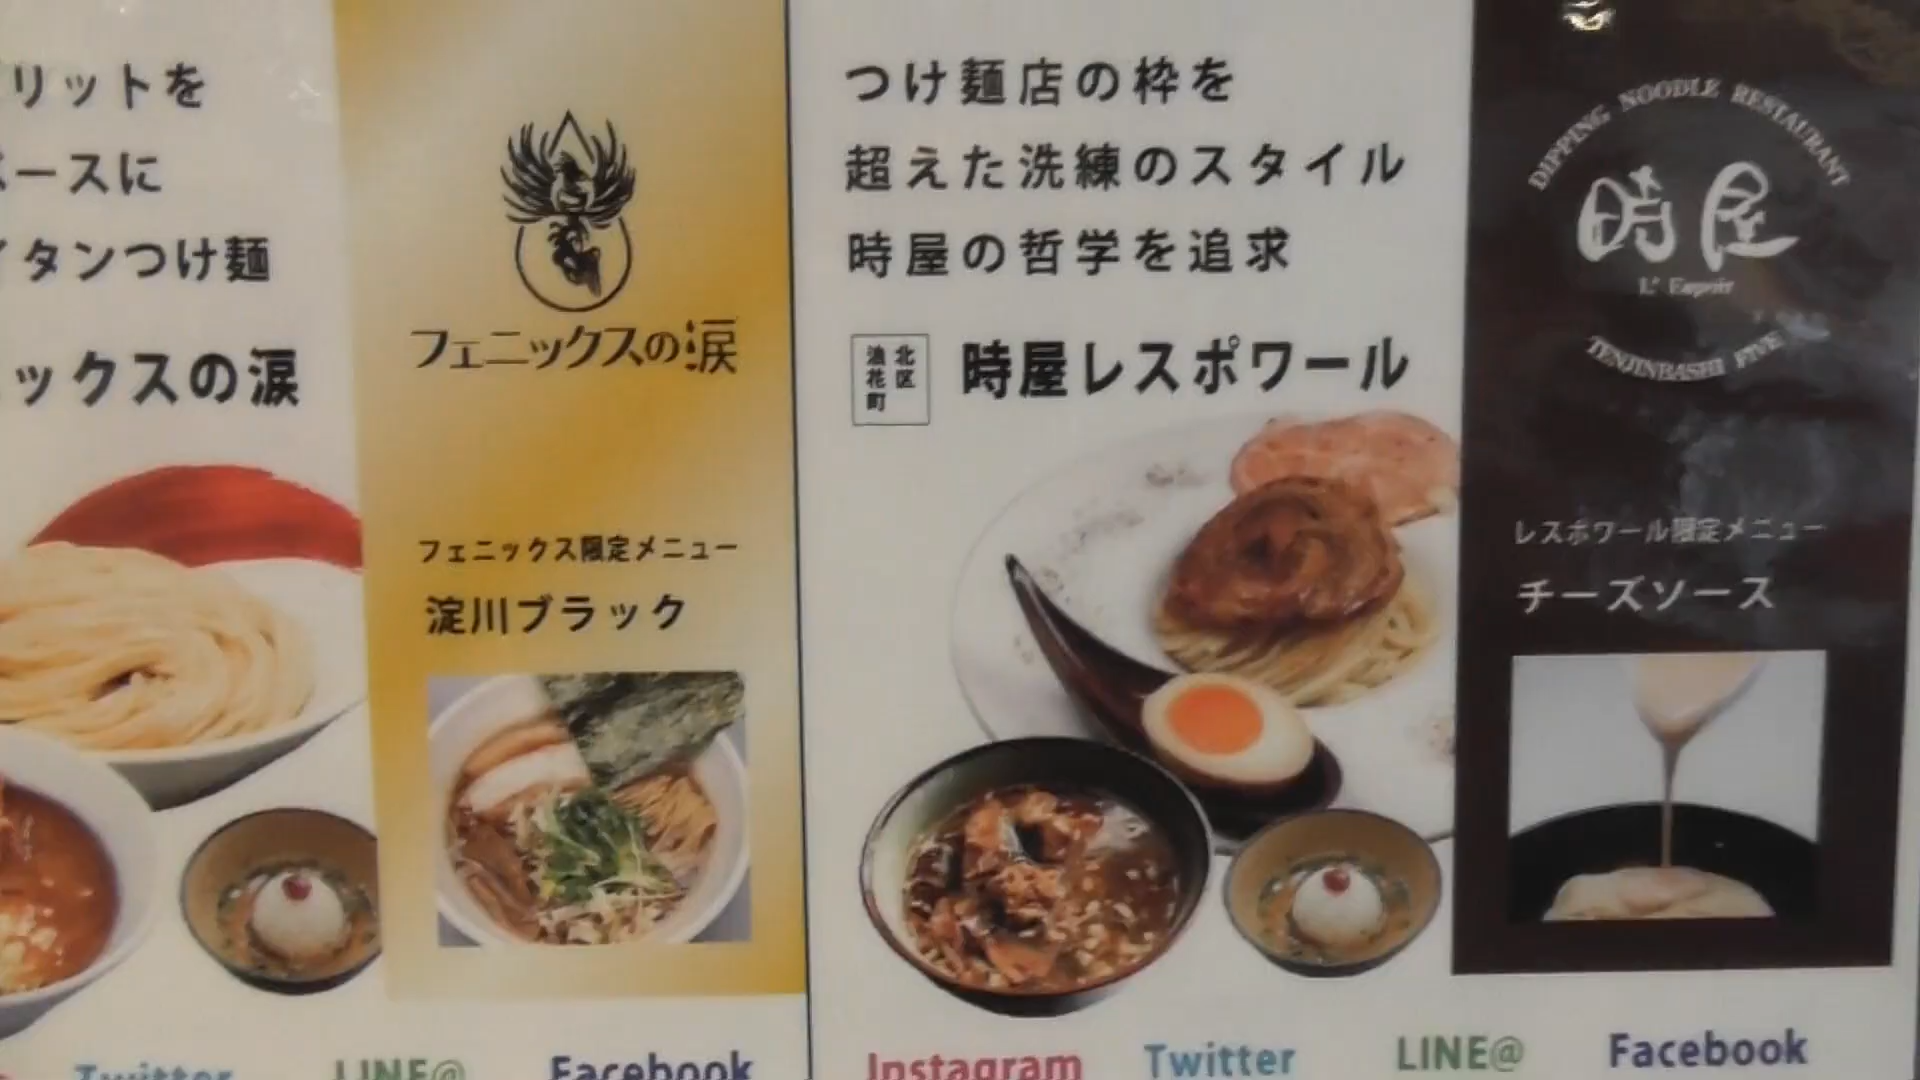 リットを
ースに
イタンつけ麺
ックスの涙
フェニックスの涙
フェニックス限定メニュー
淀川ブラック
Twitter
LINE@
Facebook
つけ麺店の枠を
超えた洗練のスタイル
時屋の哲学を追求
北区
浪花町
時屋レスポワール
DIPPING NOODLE RESTAURANT
時屋
L' Espoir
TENJINBASHI FIVE
レスポワール限定メニュー
チーズソース
Instagram
Twitter
LINE@
Facebook